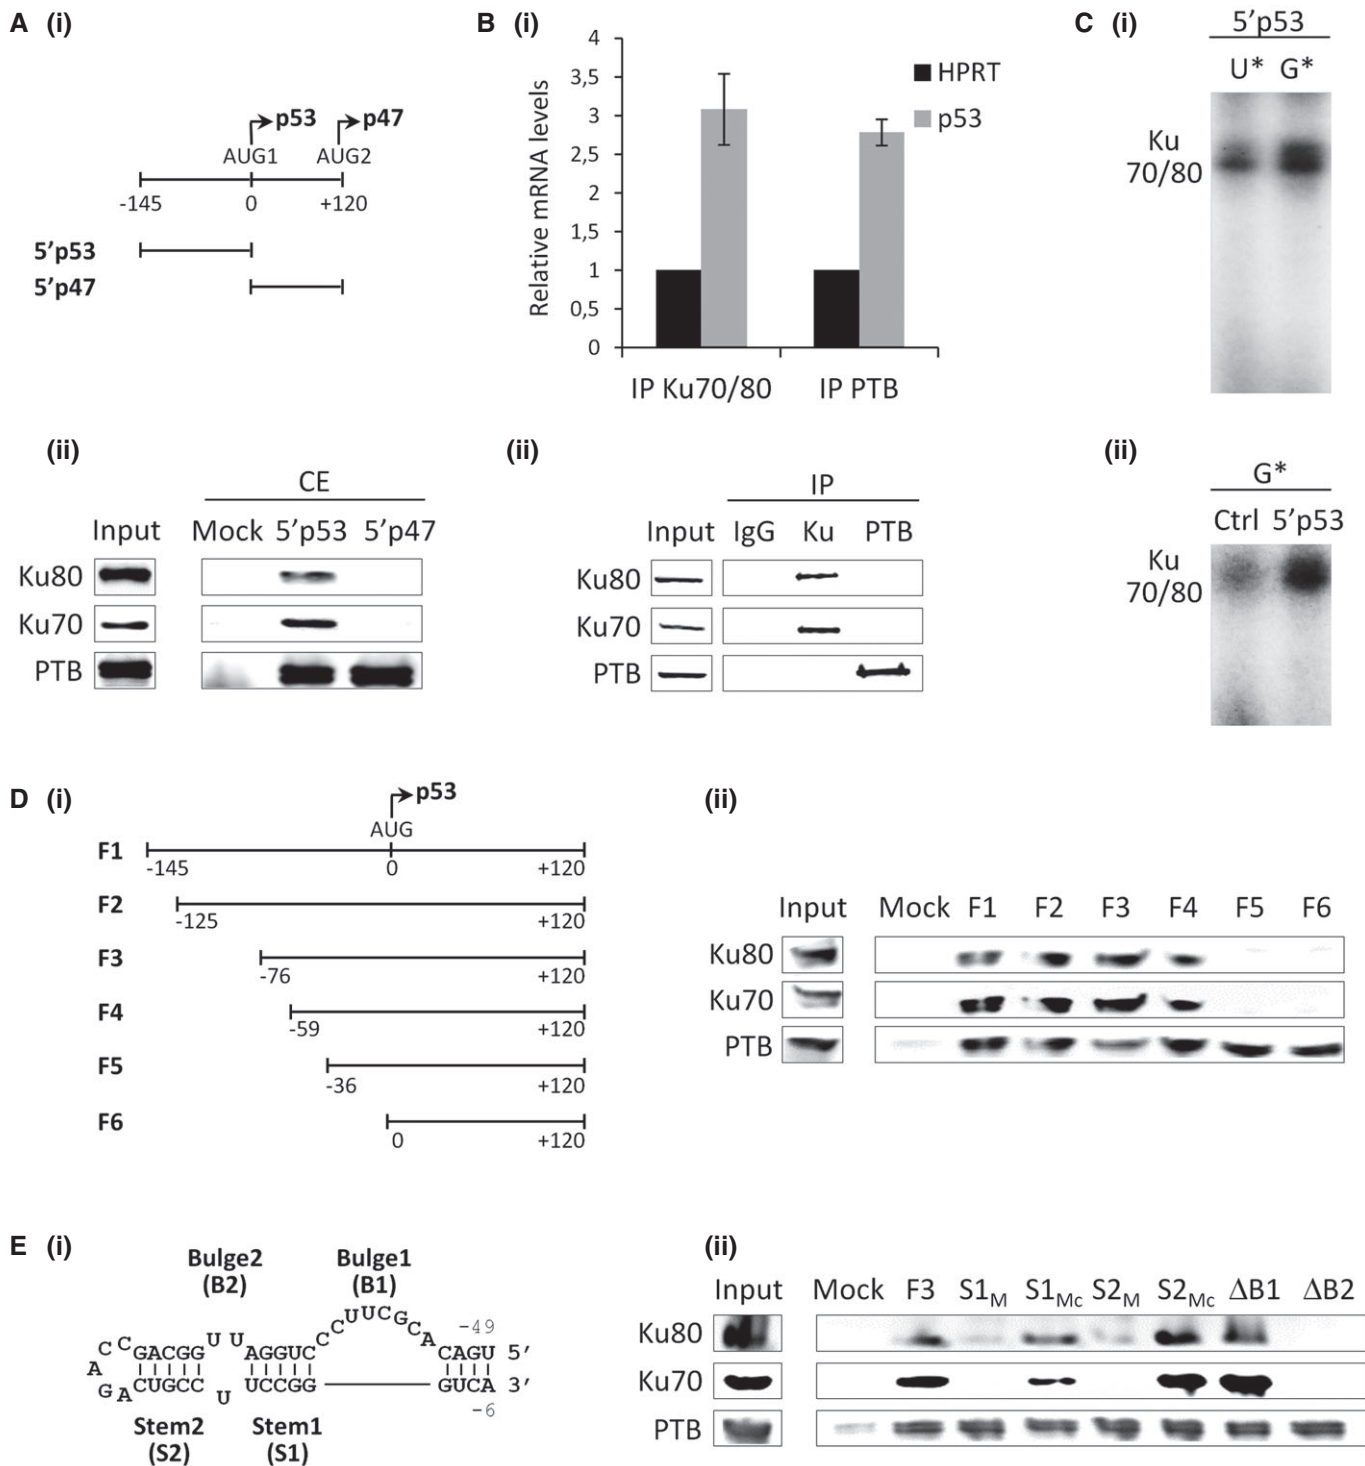 A (i)
p53 p47
AUG1 AUG2
-145 0 +120
5'p53
5'p47
(ii)
CE
Input Mock 5'p53 5'p47
Ku80
Ku70
PTB
B (i)
4
3,5
3
2,5
2
1,5
1
0,5
0
Relative mRNA levels
HPRT
p53
IP Ku70/80 IP PTB
(ii)
IP
Input IgG Ku PTB
Ku80
Ku70
PTB
C (i)
5'p53
U* G*
Ku
70/80
(ii)
G*
Ctrl 5'p53
Ku
70/80
D (i)
p53
AUG
F1
-145 0 +120
F2
-125 +120
F3
-76 +120
F4
-59 +120
F5
-36 +120
F6
0 +120
(ii)
Input Mock F1 F2 F3 F4 F5 F6
Ku80
Ku70
PTB
E (i)
Bulge2 Bulge1
(B2) (B1)
-49
A C C GACGG U U AGGUC C C U U C G C A CAGU 5'
A G A CUGCC U UCCGG GUCA 3'
-6
Stem2 Stem1
(S2) (S1)
(ii)
Input Mock F3 S1M S1Mc S2M S2Mc ΔB1 ΔB2
Ku80
Ku70
PTB